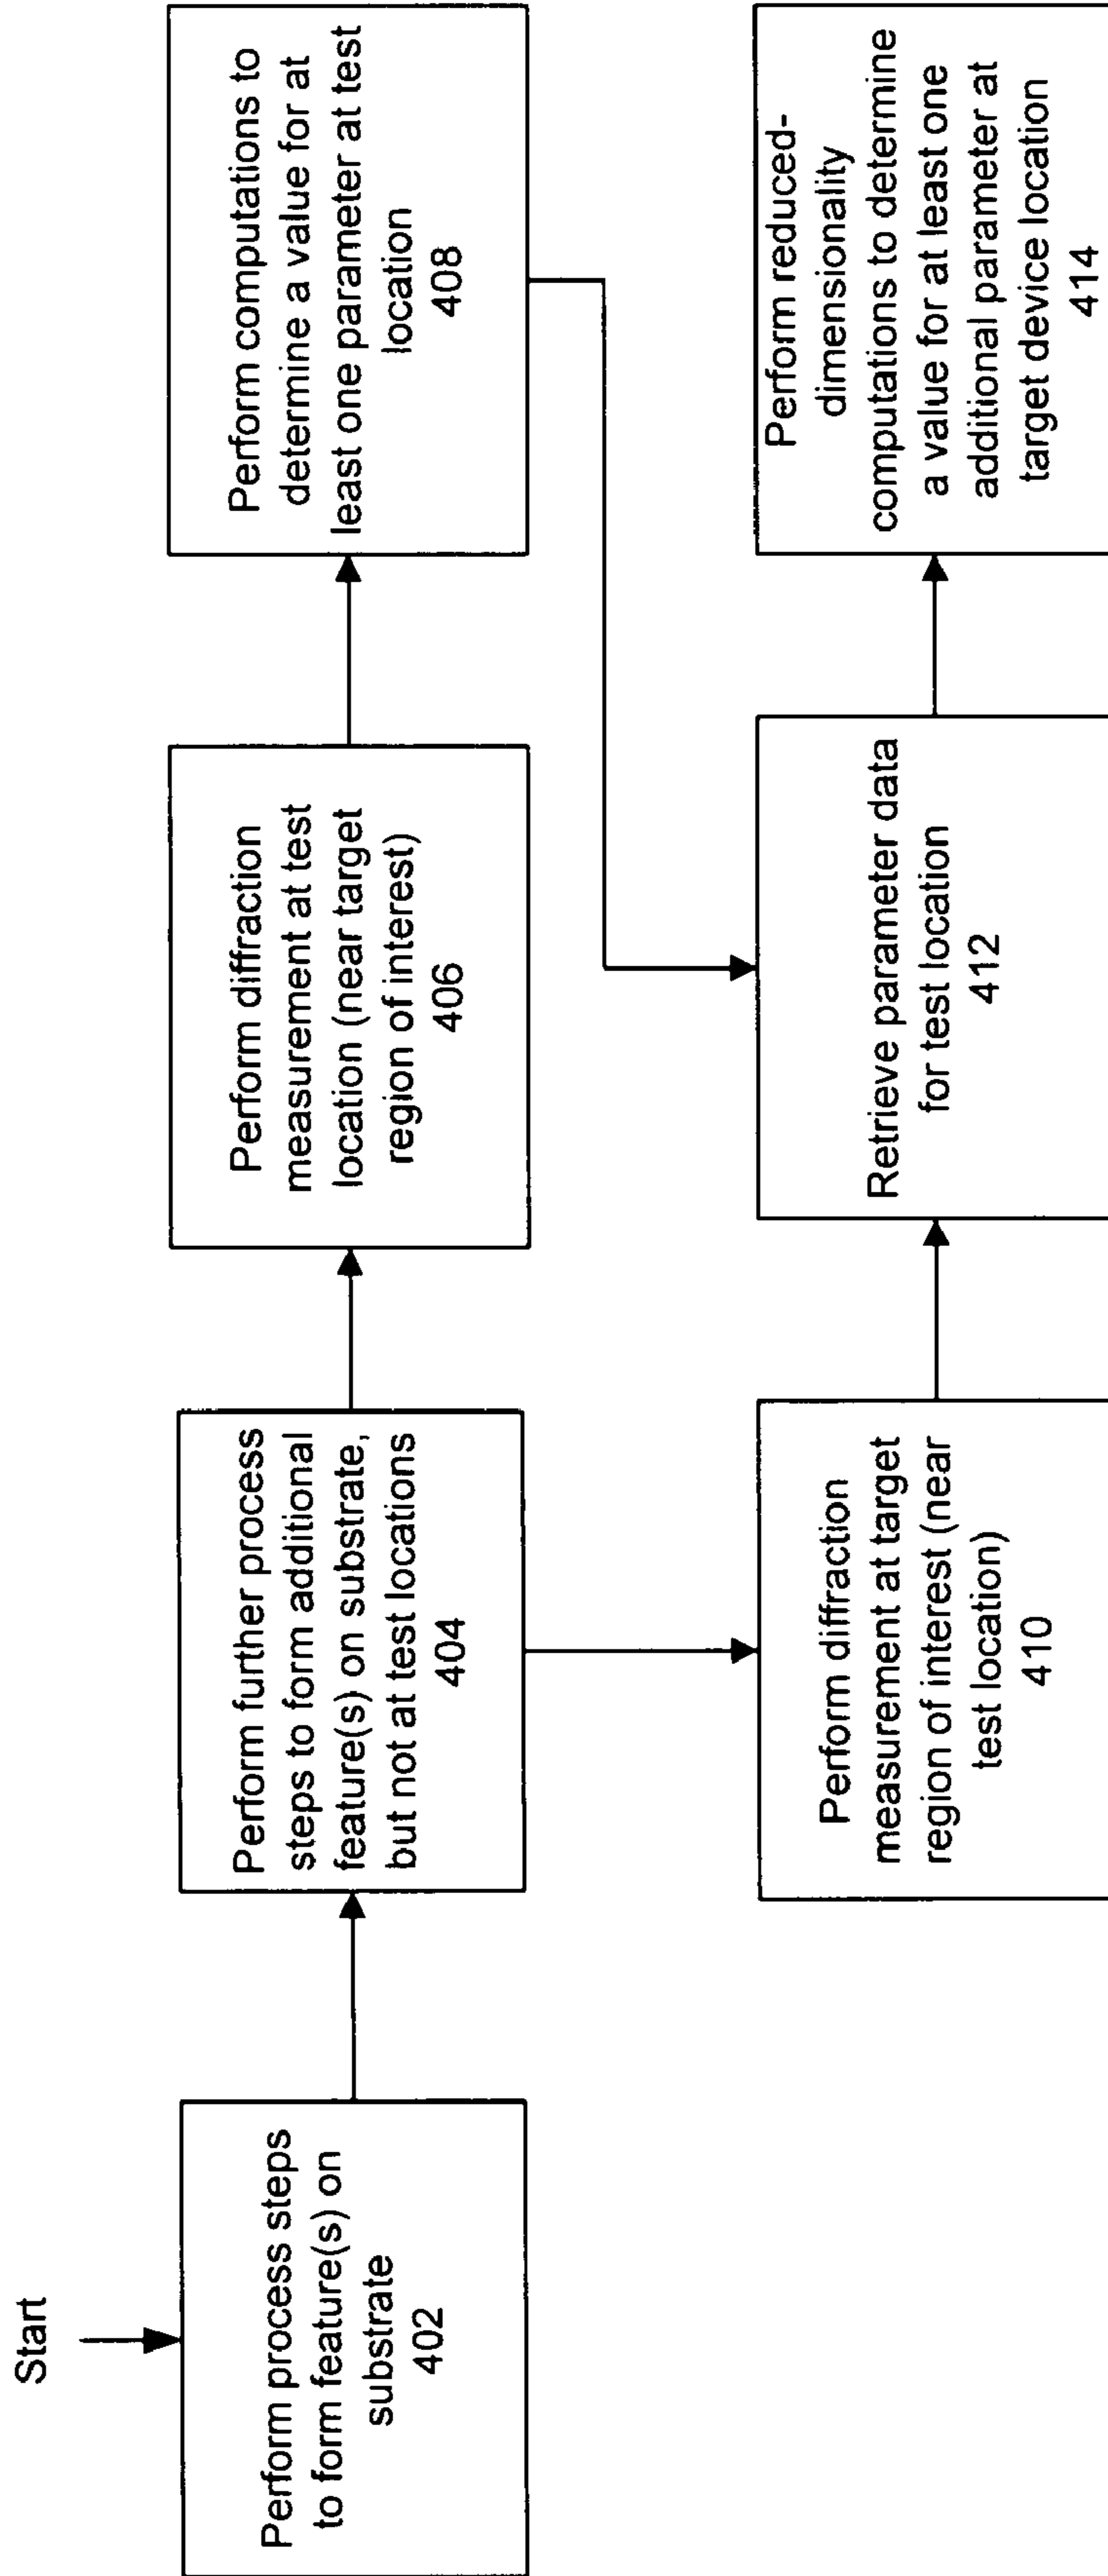 Start
Perform process steps
to form feature(s) on
substrate
402
Perform further process
steps to form additional
feature(s) on substrate,
but not at test locations
404
Perform diffraction
measurement at test
location (near target
region of interest)
406
Perform computations to
determine a value for at
least one parameter at test
location
408
Perform diffraction
measurement at target
region of interest (near
test location)
410
Retrieve parameter data
for test location
412
Perform reduced-
dimensionality
computations to determine
a value for at least one
additional parameter at
target device location
414